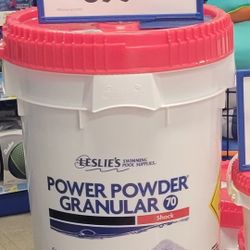 LESLIE'S SWIMMING
POOL SUPPLIES
POWER POWDER
GRANULAR 70
Shock